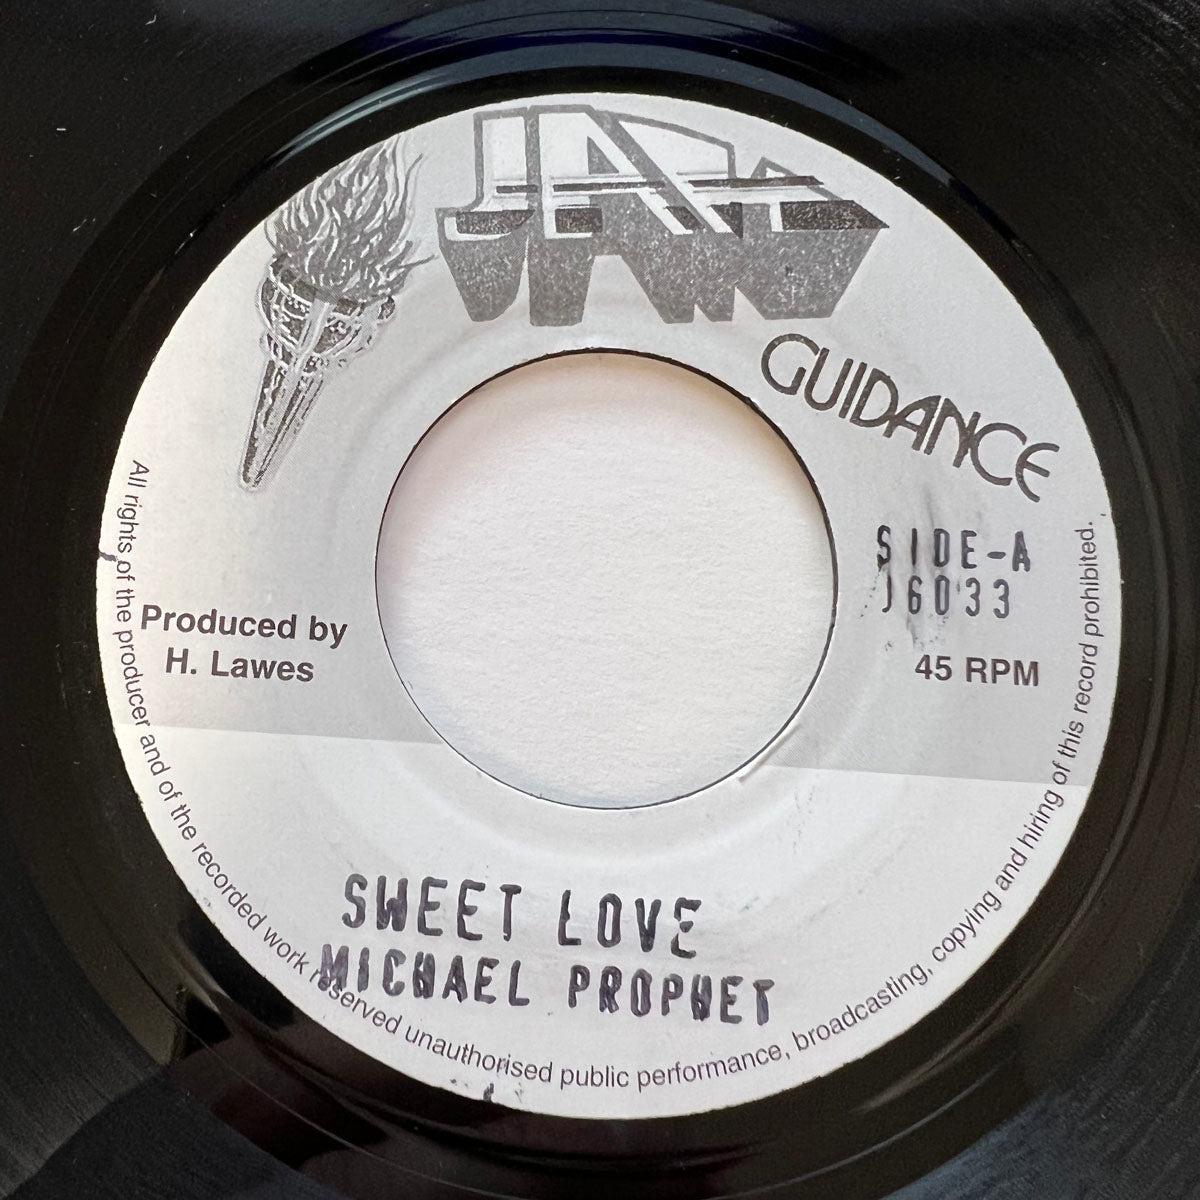 JAH
GUIDANCE
SIDE-A
J6033
45 RPM
Produced by
H. Lawes
SWEET LOVE
MICHAEL PROPHET
All rights of the producer and of the recorded work reserved unauthorised public performance, broadcasting, copying and hiring of this record prohibited.